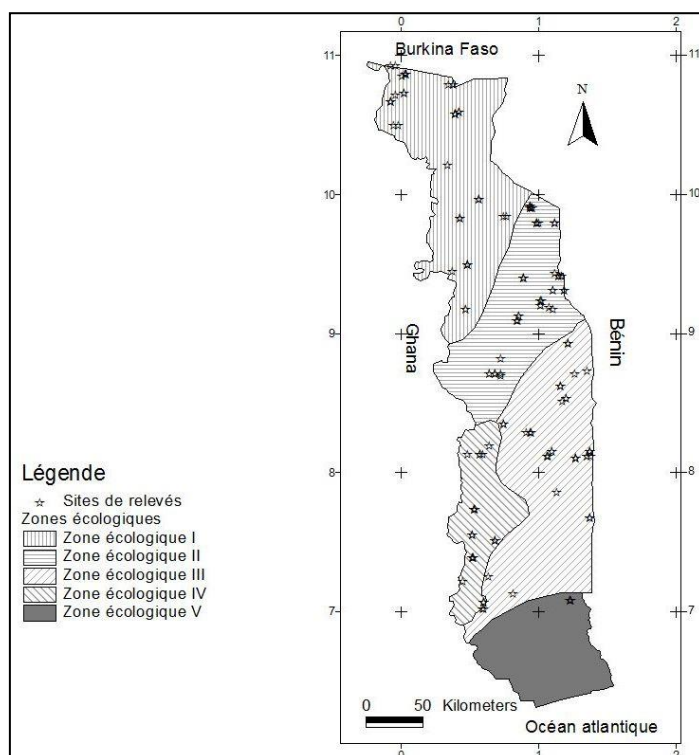 0 1 2
11 11
Burkina Faso
N
10 10
9 9
Ghana
Bénin
8 8
7 7
Légende
Sites de relevés
Zones écologiques
Zone écologique I
Zone écologique II
Zone écologique III
Zone écologique IV
Zone écologique V
0 50 Kilometers
Océan atlantique
0 1 2